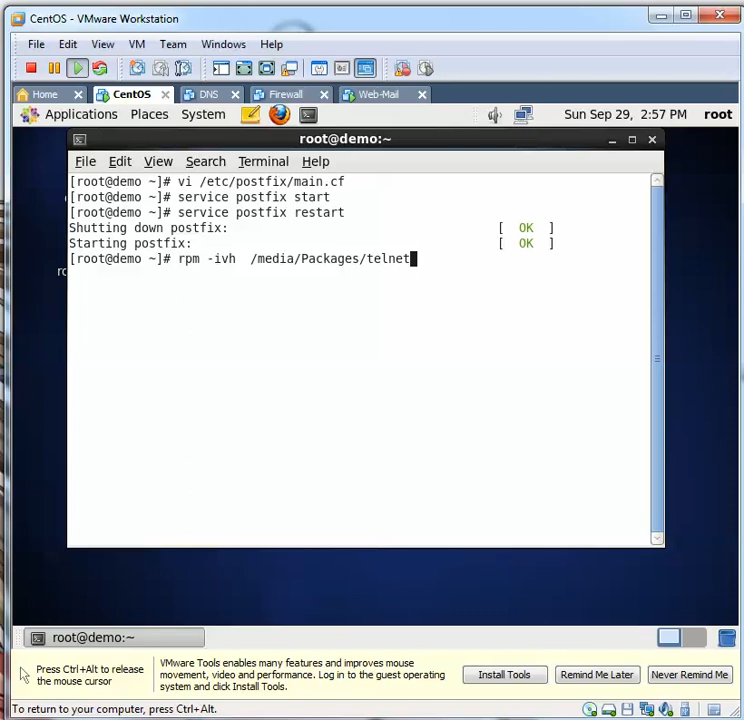 CentOS - VMware Workstation
File Edit View VM Team Windows Help
Home CentOS DNS Firewall Web-Mail
Applications Places System Sun Sep 29, 2:57 PM root
root@demo:~
File Edit View Search Terminal Help
[root@demo ~]# vi /etc/postfix/main.cf
[root@demo ~]# service postfix start
[root@demo ~]# service postfix restart
Shutting down postfix: [ OK ]
Starting postfix: [ OK ]
[root@demo ~]# rpm -ivh  /media/Packages/telnet
root@demo:~
Press Ctrl+Alt to release
the mouse cursor
VMware Tools enables many features and improves mouse
movement, video and performance. Log in to the guest operating
system and click Install Tools.
Install Tools Remind Me Later Never Remind Me
To return to your computer, press Ctrl+Alt.